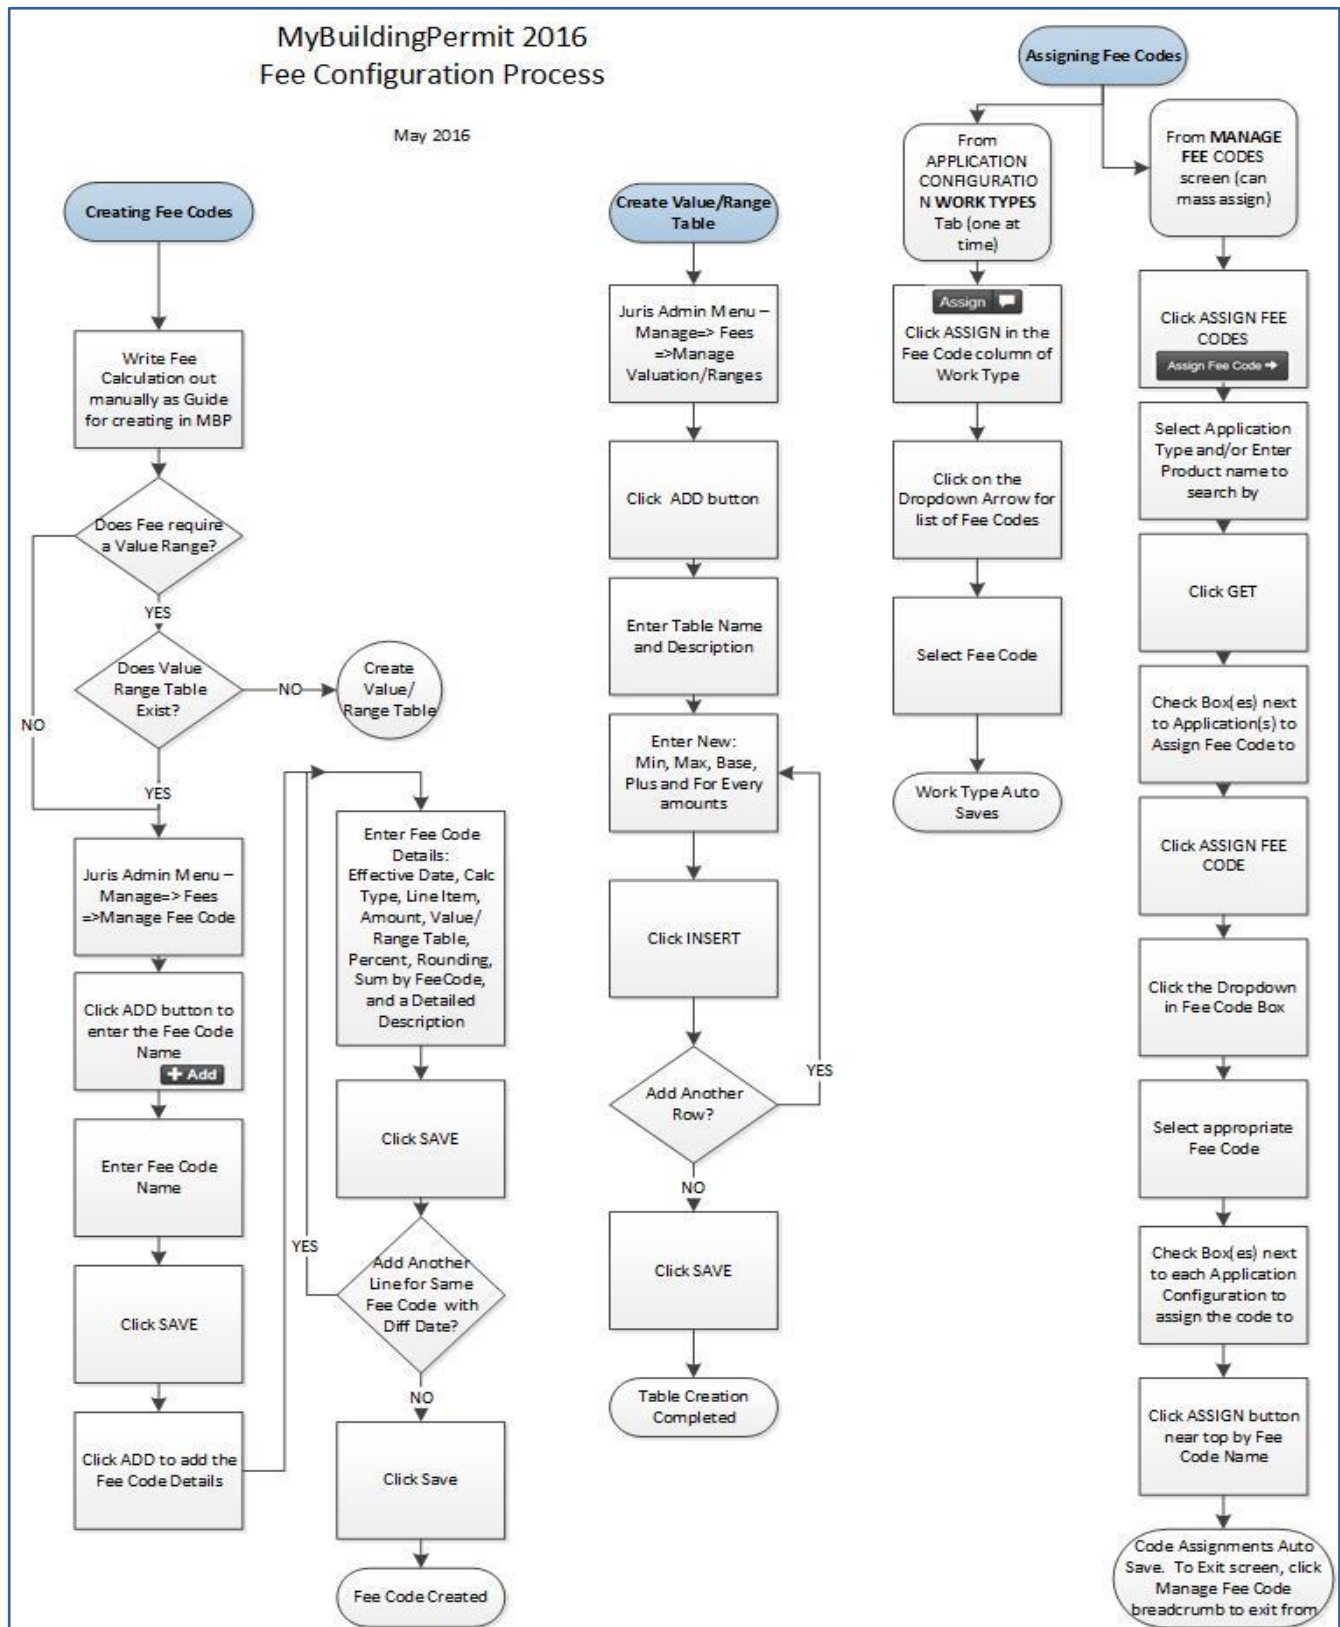 MyBuildingPermit 2016
Fee Configuration Process
May 2016
Creating Fee Codes
Write Fee
Calculation out
manually as Guide
for creating in MBP
Does Fee require
a Value Range?
YES
NO
Does Value
Range Table
Exist?
NO
Create
Value/
Range Table
YES
Juris Admin Menu –
Manage=> Fees
=>Manage Fee Code
Click ADD button to
enter the Fee Code
Name
+ Add
Enter Fee Code
Name
Click SAVE
Click ADD to add the
Fee Code Details
Enter Fee Code
Details:
Effective Date, Calc
Type, Line Item,
Amount, Value/
Range Table,
Percent, Rounding,
Sum by FeeCode,
and a Detailed
Description
Click SAVE
Add Another
Line for Same
Fee Code with
Diff Date?
YES
NO
Click Save
Fee Code Created
Create Value/Range
Table
Juris Admin Menu –
Manage=> Fees
=>Manage
Valuation/Ranges
Click ADD button
Enter Table Name
and Description
Enter New:
Min, Max, Base,
Plus and For Every
amounts
Click INSERT
Add Another
Row?
YES
NO
Click SAVE
Table Creation
Completed
Assigning Fee Codes
From
APPLICATION
CONFIGURATIO
N WORK TYPES
Tab (one at
time)
Assign
Click ASSIGN in the
Fee Code column of
Work Type
Click on the
Dropdown Arrow for
list of Fee Codes
Select Fee Code
Work Type Auto
Saves
From MANAGE
FEE CODES
screen (can
mass assign)
Click ASSIGN FEE
CODES
Assign Fee Code →
Select Application
Type and/or Enter
Product name to
search by
Click GET
Check Box(es) next
to Application(s) to
Assign Fee Code to
Click ASSIGN FEE
CODE
Click the Dropdown
in Fee Code Box
Select appropriate
Fee Code
Check Box(es) next
to each Application
Configuration to
assign the code to
Click ASSIGN button
near top by Fee
Code Name
Code Assignments Auto
Save. To Exit screen, click
Manage Fee Code
breadcrumb to exit from